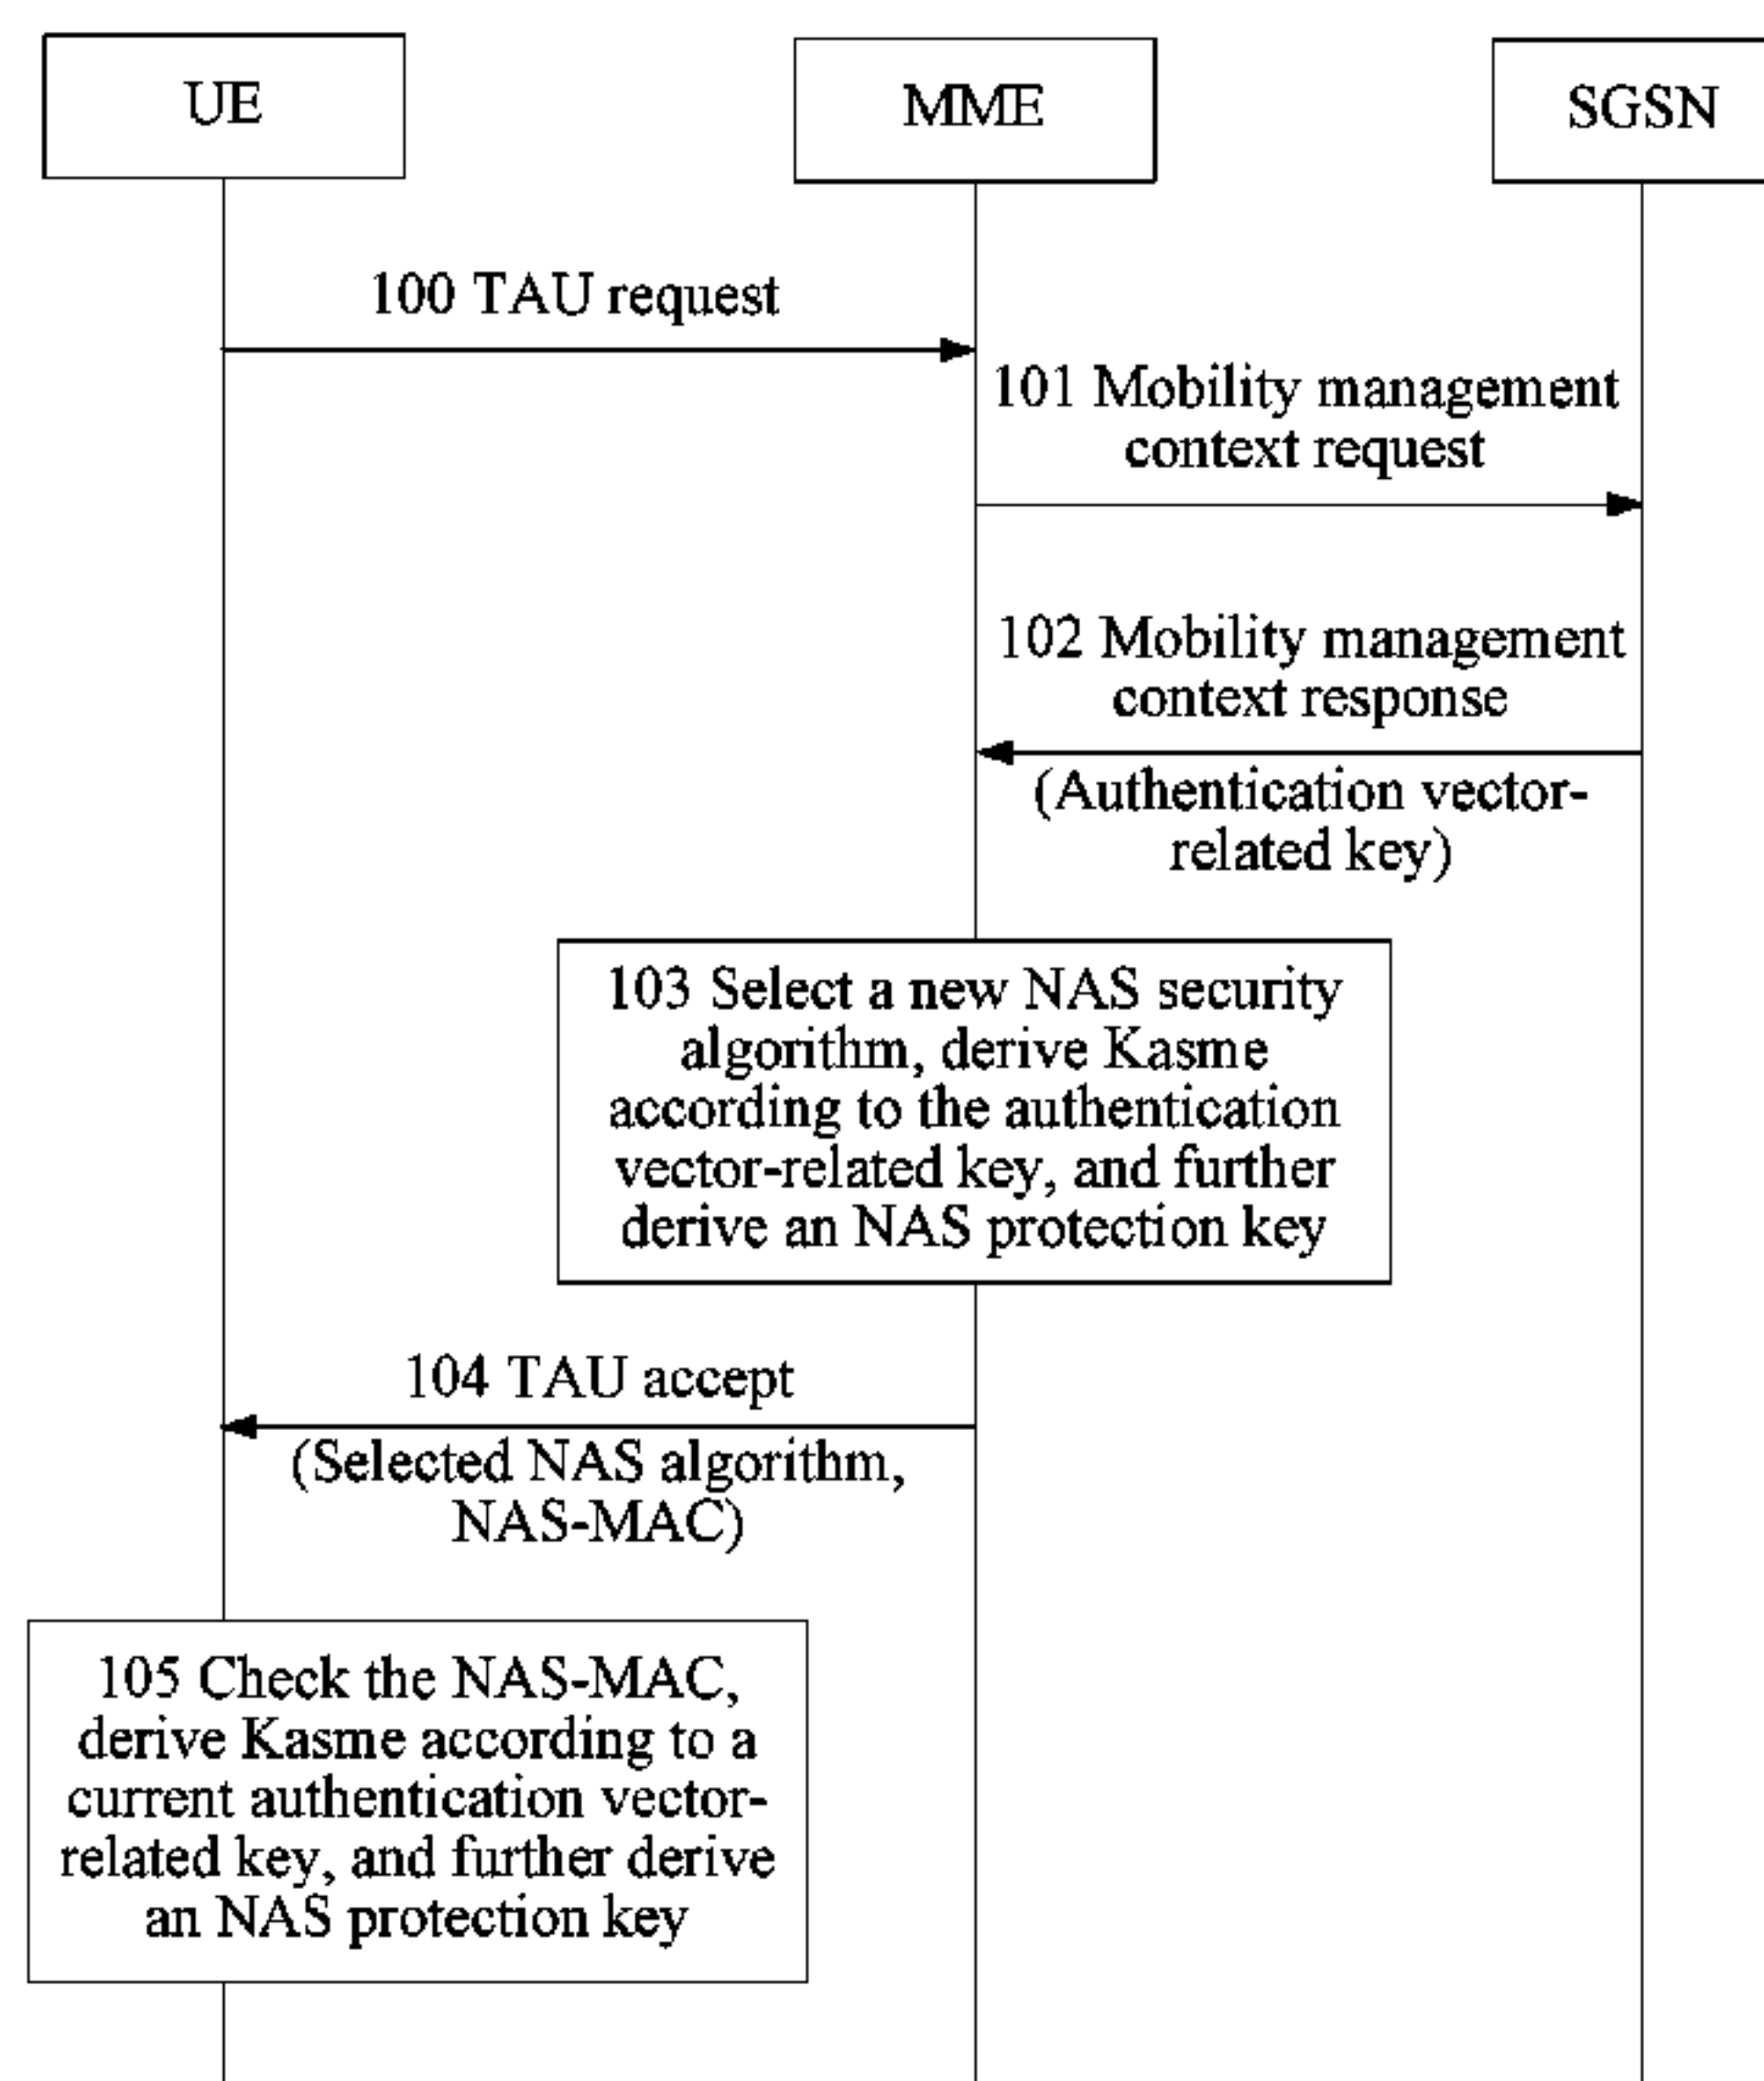 UE
MME
SGSN
100 TAU request
101 Mobility management
context request
102 Mobility management
context response
(Authentication vector-
related key)
103 Select a new NAS security
algorithm, derive Kasme
according to the authentication
vector-related key, and further
derive an NAS protection key
104 TAU accept
(Selected NAS algorithm,
NAS-MAC)
105 Check the NAS-MAC,
derive Kasme according to a
current authentication vector-
related key, and further derive
an NAS protection key